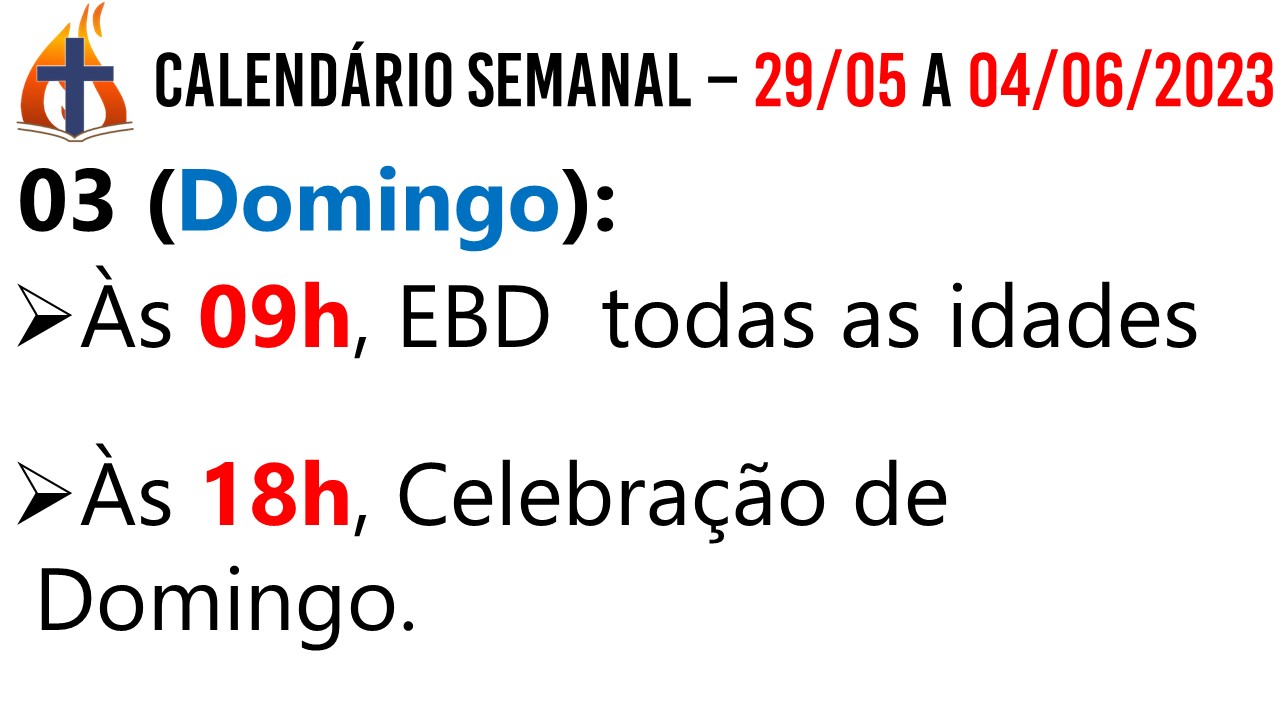 CALENDÁRIO SEMANAL – 29/05 A 04/06/2023
03 (Domingo):
➢Às 09h, EBD  todas as idades
➢Às 18h, Celebração de
Domingo.